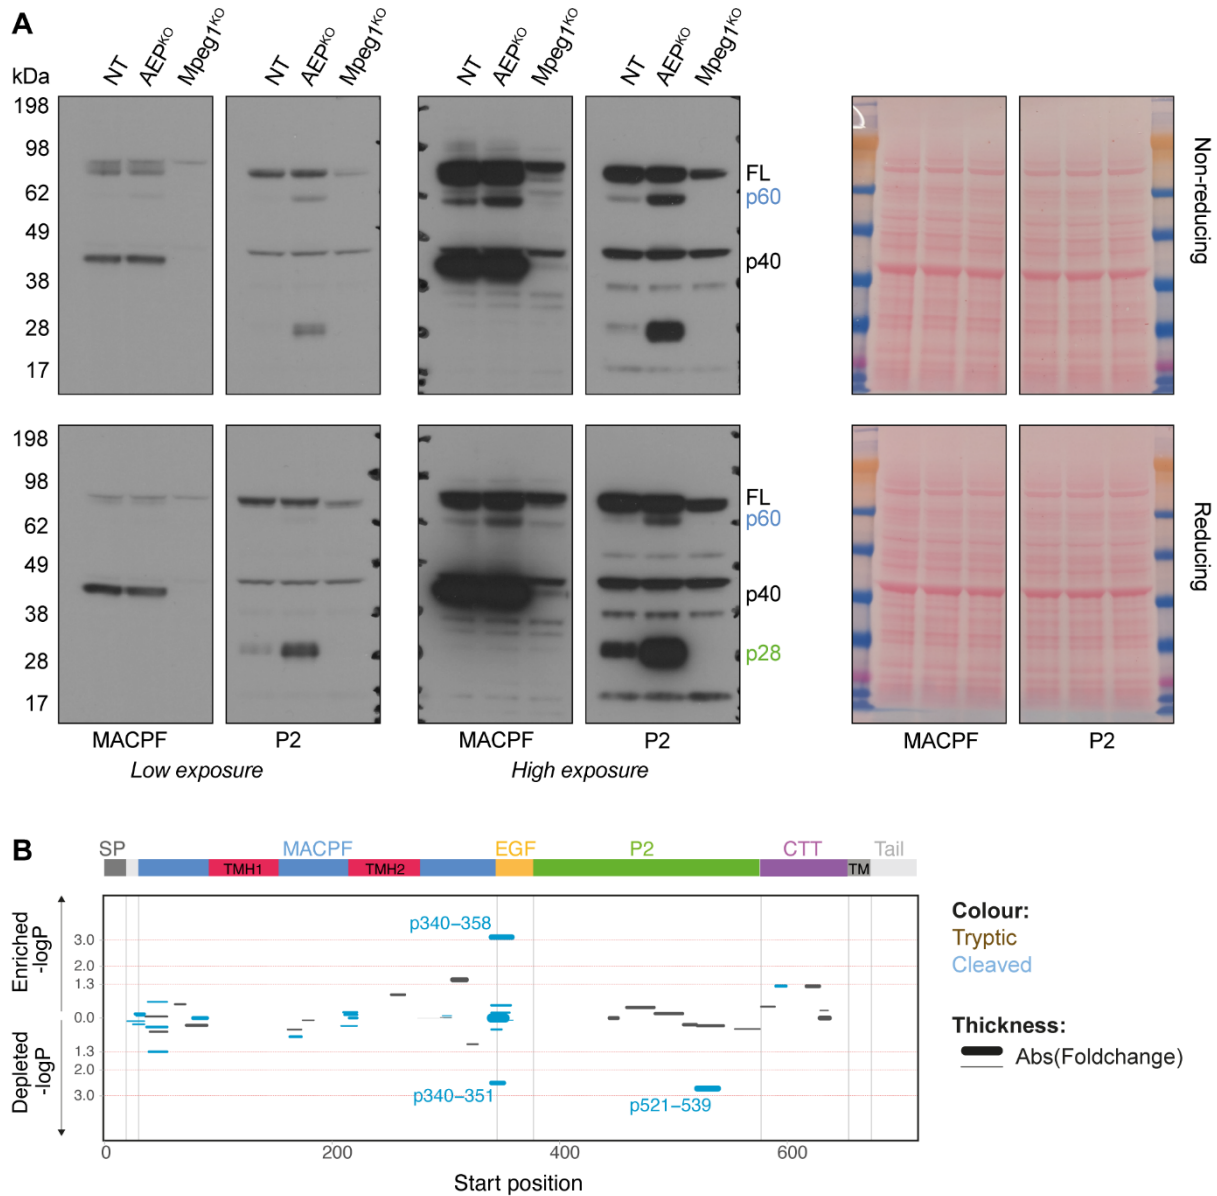 A
NT AEPKO Mpeg1KO NT AEPKO Mpeg1KO NT AEPKO Mpeg1KO NT AEPKO Mpeg1KO
kDa
198
98
62
49
38
28
17
FL
p60
p40
Non-reducing
198
98
62
49
38
28
17
FL
p60
p40
p28
Reducing
MACPF P2 MACPF P2 MACPF P2
Low exposure High exposure
B
SP MACPF EGF P2 CTT Tail
TMH1 TMH2 TM
Enriched
-logP
Depleted
-logP
3.0
2.0
1.3
0.0
1.3
2.0
3.0
p340–358
p340–351
p521–539
0 200 400 600
Start position
Colour:
Tryptic
Cleaved
Thickness:
Abs(Foldchange)